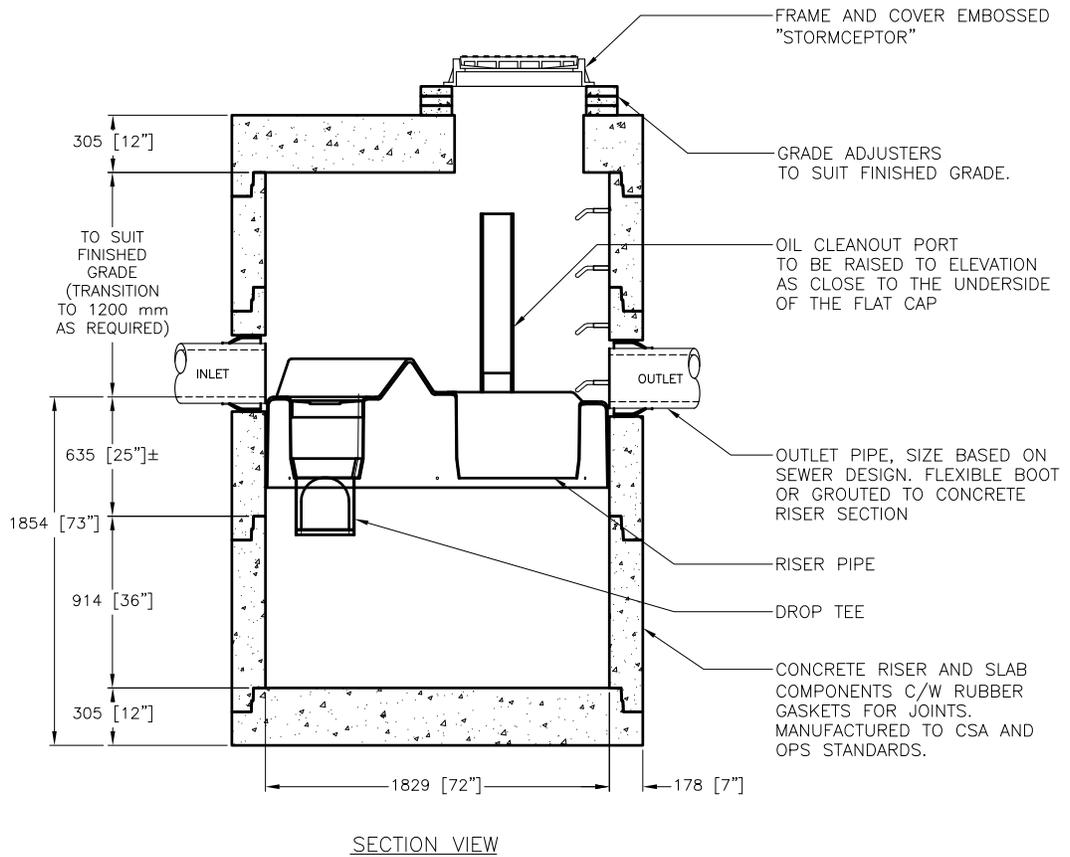 FRAME AND COVER EMBOSSED
"STORMCEPTOR"
305 [12"]
GRADE ADJUSTERS
TO SUIT FINISHED GRADE.
TO SUIT
FINISHED
GRADE
(TRANSITION
TO 1200 mm
AS REQUIRED)
OIL CLEANOUT PORT
TO BE RAISED TO ELEVATION
AS CLOSE TO THE UNDERSIDE
OF THE FLAT CAP
INLET
OUTLET
635 [25"]±
OUTLET PIPE, SIZE BASED ON
SEWER DESIGN. FLEXIBLE BOOT
OR GROUTED TO CONCRETE
RISER SECTION
1854 [73"]
RISER PIPE
914 [36"]
DROP TEE
CONCRETE RISER AND SLAB
COMPONENTS C/W RUBBER
GASKETS FOR JOINTS.
MANUFACTURED TO CSA AND
OPS STANDARDS.
305 [12"]
1829 [72"]
178 [7"]
SECTION VIEW